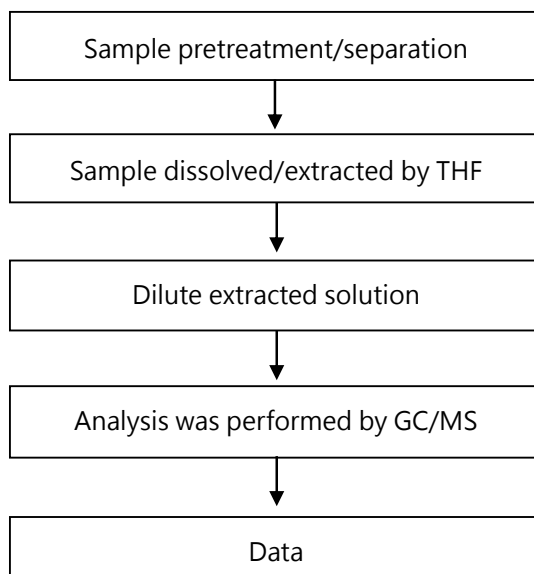 Sample pretreatment/separation
Sample dissolved/extracted by THF
Dilute extracted solution
Analysis was performed by GC/MS
Data